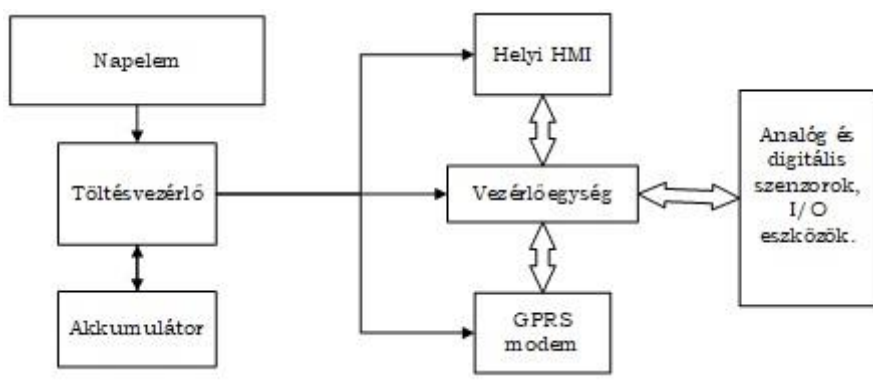 Napelem
Töltésvezérlő
Akkumulátor
Helyi HMI
Vezérlőegység
GPRS
modem
Analóg és
digitális
szenzorok,
I/O
eszközök.